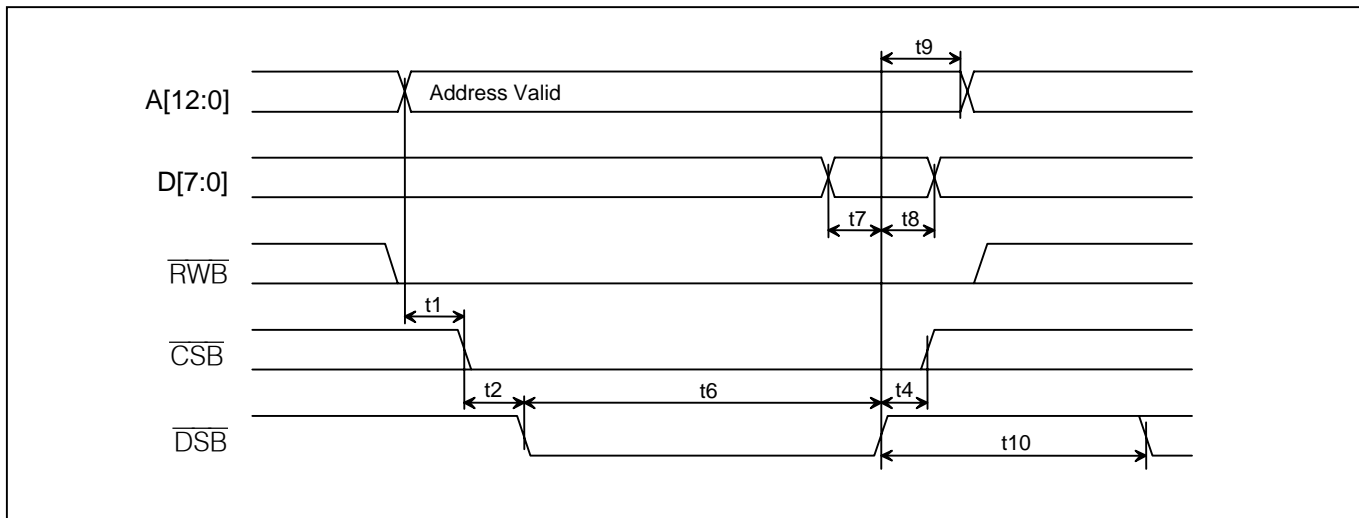 t9
A[12:0]
Address Valid
D[7:0]
t7
t8
RWB
t1
CSB
t2
t6
t4
DSB
t10